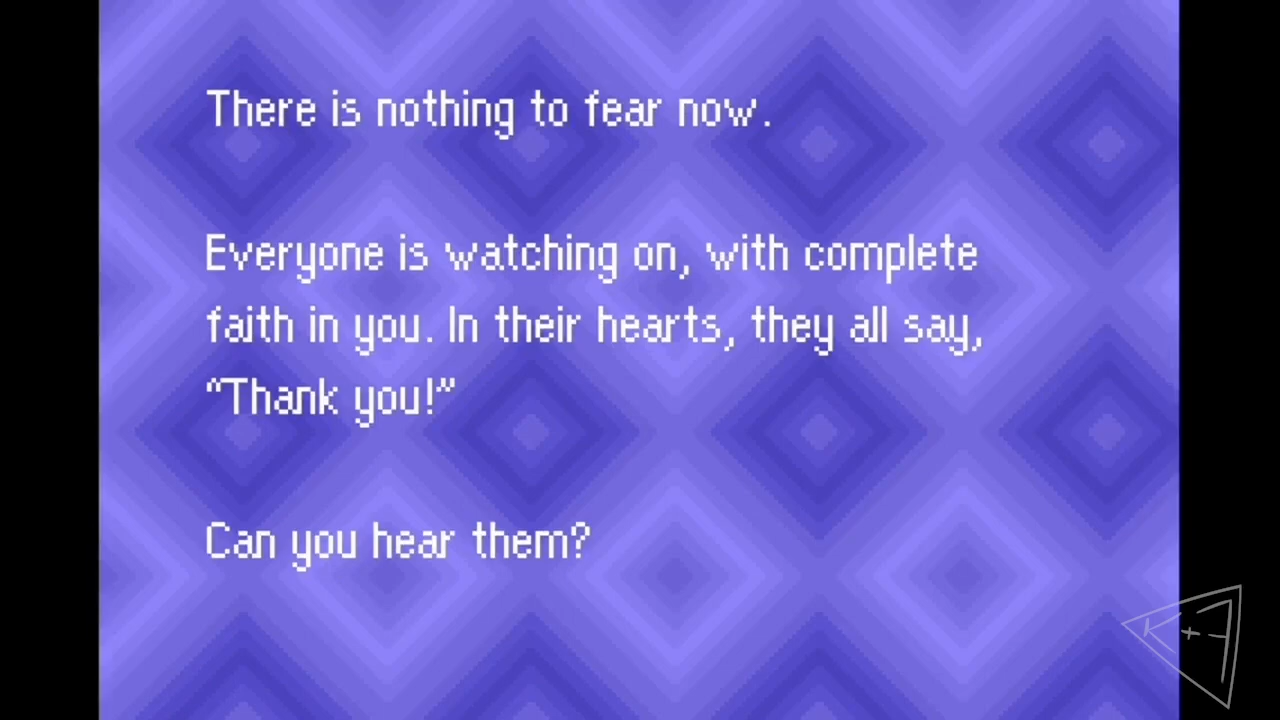 There is nothing to fear now.
Everyone is watching on, with complete
faith in you. In their hearts, they all say,
“Thank you!”
Can you hear them?